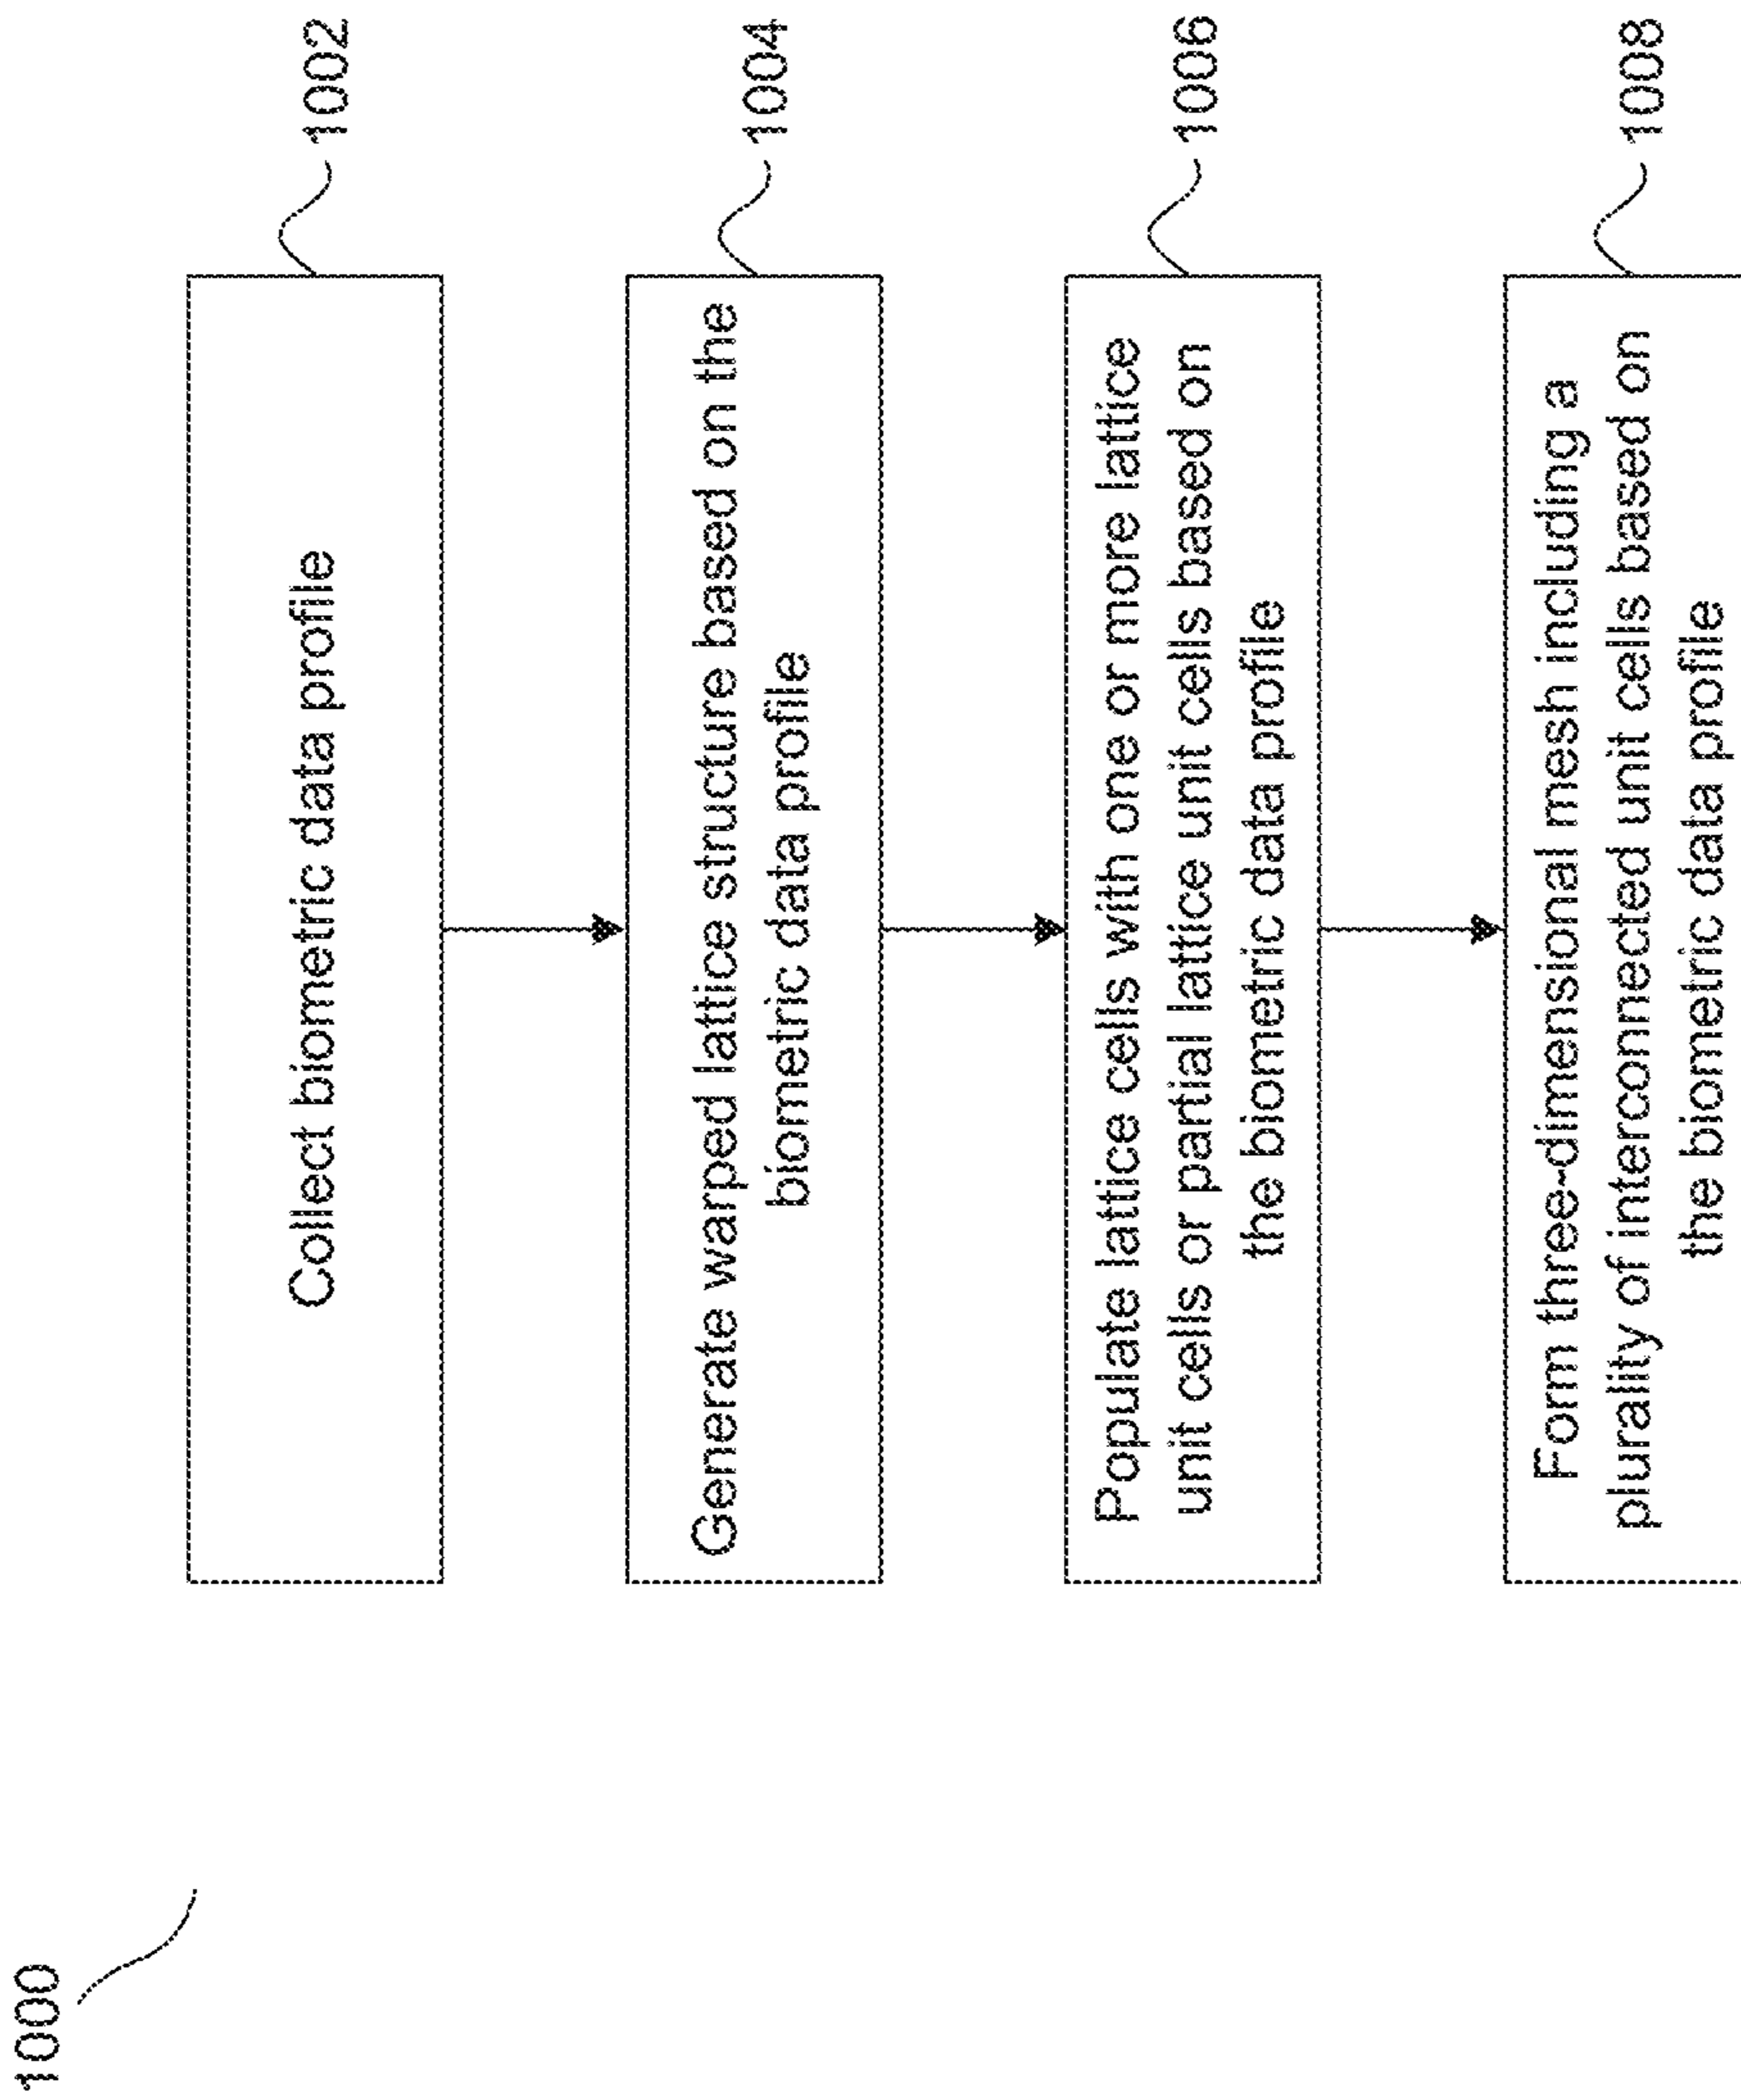 1000
Collect biometric data profile
1002
Generate warped lattice structure based on the
biometric data profile
1004
Populate lattice cells with one or more lattice
unit cells or partial lattice unit cells based on
the biometric data profile
1006
Form three-dimensional mesh including a
plurality of interconnected unit cells based on
the biometric data profile
1008